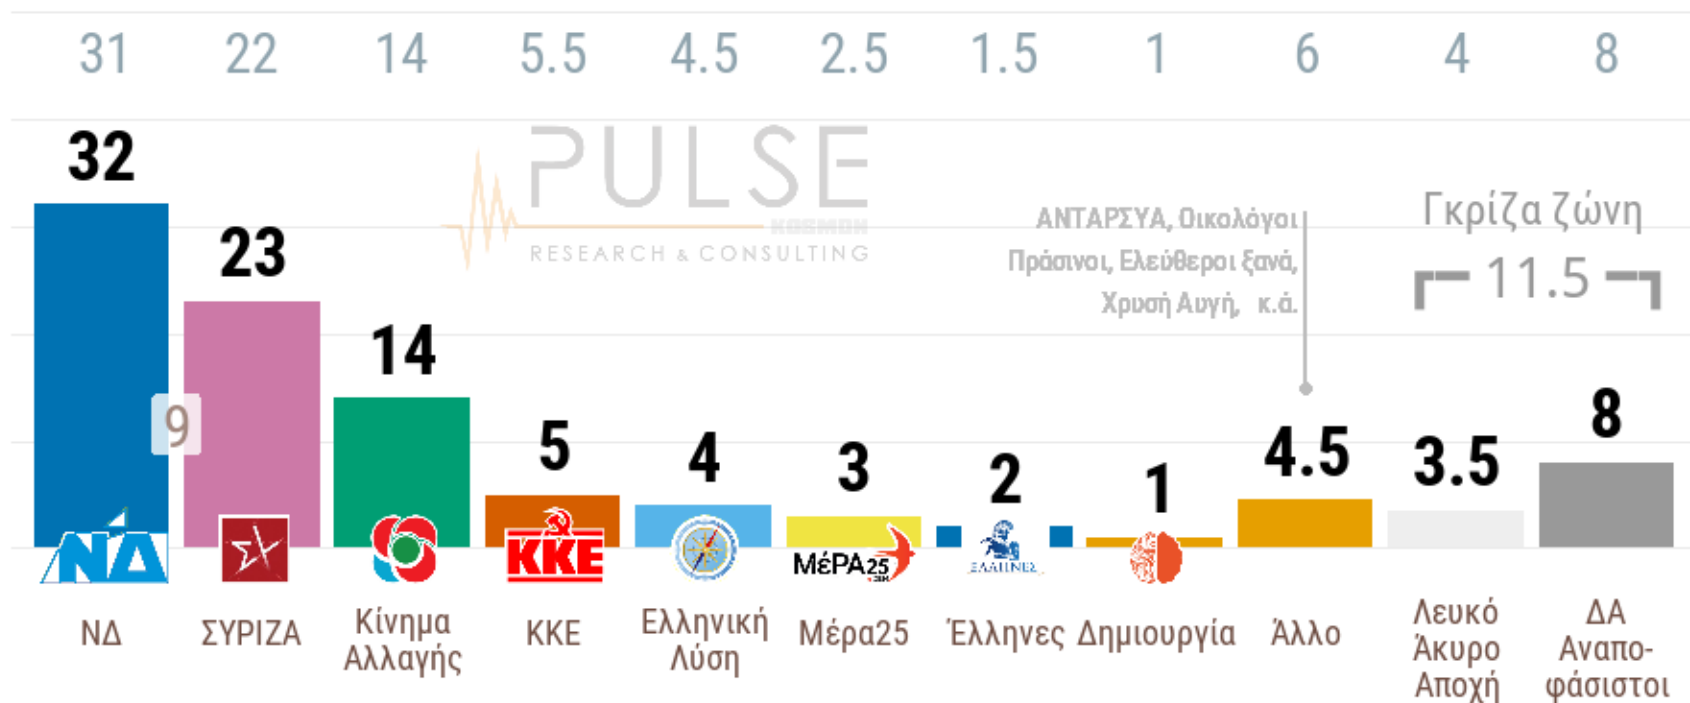 31 22 14 5.5 4.5 2.5 1.5 1 6 4 8
PULSE
KOSMON
RESEARCH & CONSULTING
32
23
14
5
4
3
2
1
4.5
3.5
8
9
ΑΝΤΑΡΣΥΑ, Οικολόγοι
Πράσινοι, Ελεύθεροι ξανά,
Χρυσή Αυγή, κ.ά.
Γκρίζα ζώνη
11.5
ΝΔ
ΚΚΕ
ΜέΡΑ25
ΕΛΛΗΝΕΣ
ΝΔ
ΣΥΡΙΖΑ
Κίνημα
Αλλαγής
ΚΚΕ
Ελληνική
Λύση
Μέρα25
Έλληνες
Δημιουργία
Άλλο
Λευκό
Άκυρο
Αποχή
ΔΑ
Αναπο-
φάσιστοι